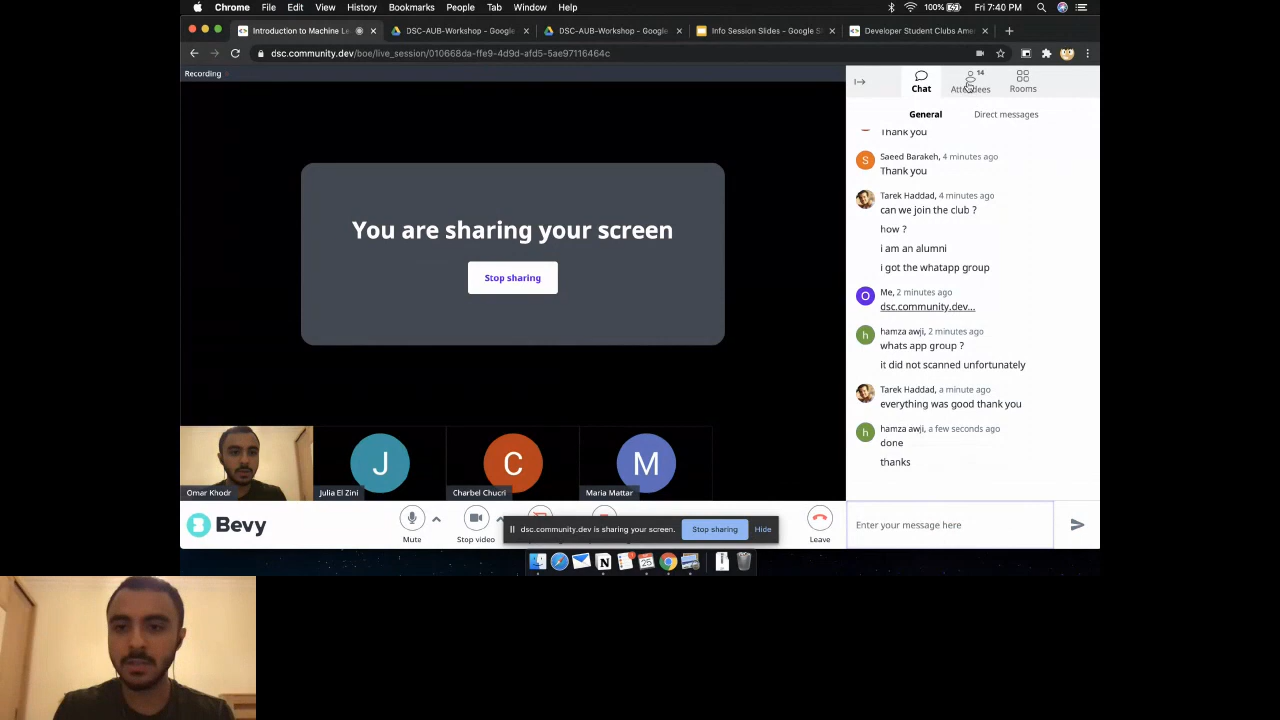 Chrome File Edit View History Bookmarks People Tab Window Help
100% Fri 7:40 PM
Introduction to Machine Le
DSC-AUB-Workshop - Google
DSC-AUB-Workshop - Google
Info Session Slides - Google Sl
Developer Student Clubs Ame
dsc.community.dev/boe/live_session/010668da-ffe9-4d9d-afd5-5ae97116464c
Recording
You are sharing your screen
Stop sharing
Omar Khodr
J
Julia El Zini
C
Charbel Chucri
M
Maria Mattar
Bevy
Mute
Stop video
dsc.community.dev is sharing your screen.
Stop sharing
Hide
Leave
Chat
14
Attendees
Rooms
General
Direct messages
Thank you
S
Saeed Barakeh, 4 minutes ago
Thank you
Tarek Haddad, 4 minutes ago
can we join the club ?
how ?
i am an alumni
i got the whatapp group
O
Me, 2 minutes ago
dsc.community.dev...
h
hamza awji, 2 minutes ago
whats app group ?
it did not scanned unfortunately
Tarek Haddad, a minute ago
everything was good thank you
h
hamza awji, a few seconds ago
done
thanks
Enter your message here